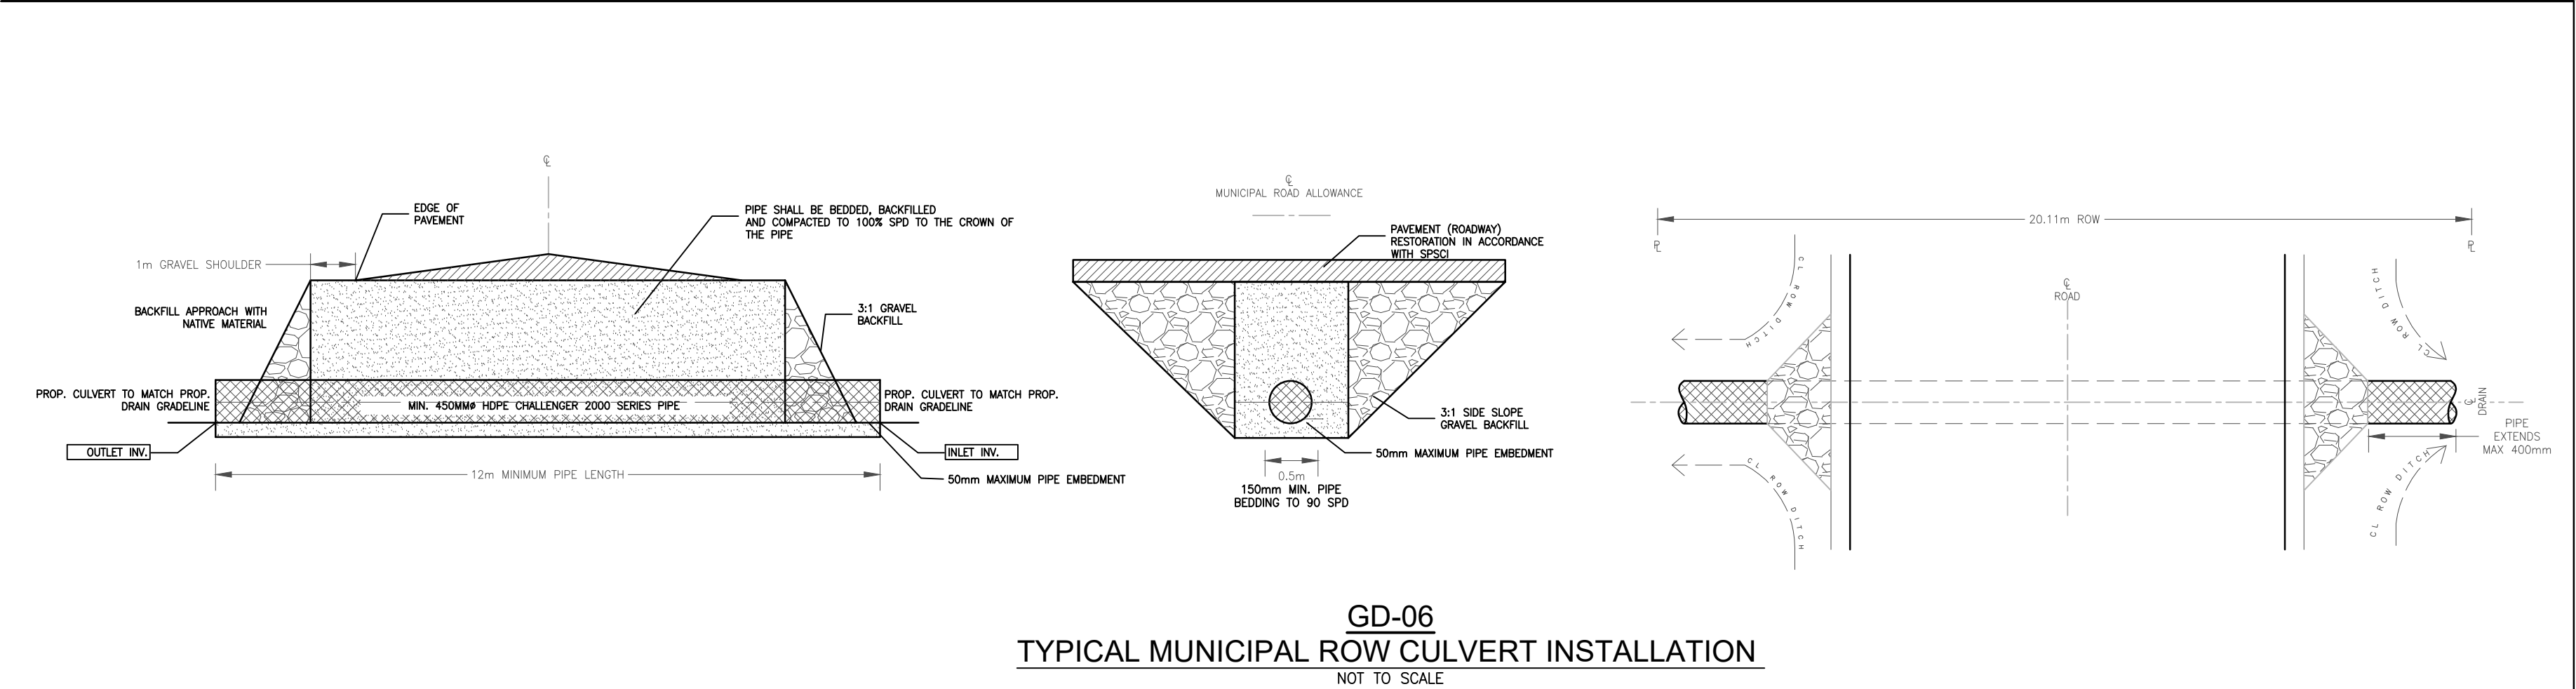 ℄
EDGE OF
PAVEMENT
PIPE SHALL BE BEDDED, BACKFILLED
AND COMPACTED TO 100% SPD TO THE CROWN OF
THE PIPE
1m GRAVEL SHOULDER
BACKFILL APPROACH WITH
NATIVE MATERIAL
3:1 GRAVEL
BACKFILL
PROP. CULVERT TO MATCH PROP.
DRAIN GRADELINE
MIN. 450MMø HDPE CHALLENGER 2000 SERIES PIPE
PROP. CULVERT TO MATCH PROP.
DRAIN GRADELINE
OUTLET INV.
INLET INV.
12m MINIMUM PIPE LENGTH
50mm MAXIMUM PIPE EMBEDMENT
℄
MUNICIPAL ROAD ALLOWANCE
PAVEMENT (ROADWAY)
RESTORATION IN ACCORDANCE
WITH SPSCI
3:1 SIDE SLOPE
GRAVEL BACKFILL
50mm MAXIMUM PIPE EMBEDMENT
0.5m
150mm MIN. PIPE
BEDDING TO 90 SPD
20.11m ROW
PL
PL
CL ROW DITCH
CL ROW DITCH
℄
ROAD
℄
DRAIN
CL ROW DITCH
CL ROW DITCH
PIPE
EXTENDS
MAX 400mm
GD-06
TYPICAL MUNICIPAL ROW CULVERT INSTALLATION
NOT TO SCALE